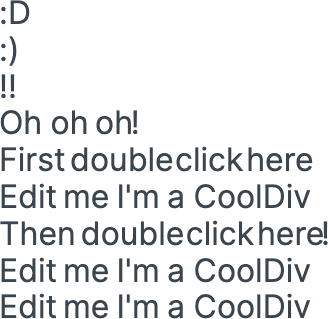 :D
:)
!!
Oh oh oh!
First doubleclick here
Edit me I'm a CoolDiv
Then doubleclick here!
Edit me I'm a CoolDiv
Edit me I'm a CoolDiv